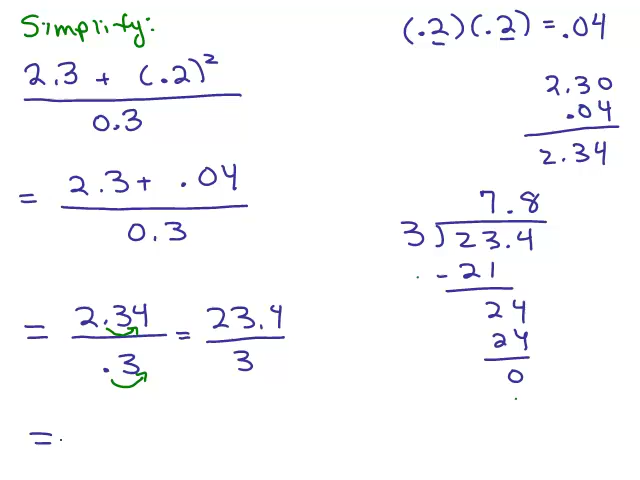 Simplify:
2.3 + (.2)²
0.3
= 2.3 + .04
0.3
= 2.34 = 23.4
.3 3
=
(.2)(.2) = .04
2.30
.04
2.34
7.8
3)23.4
-21
24
24
0